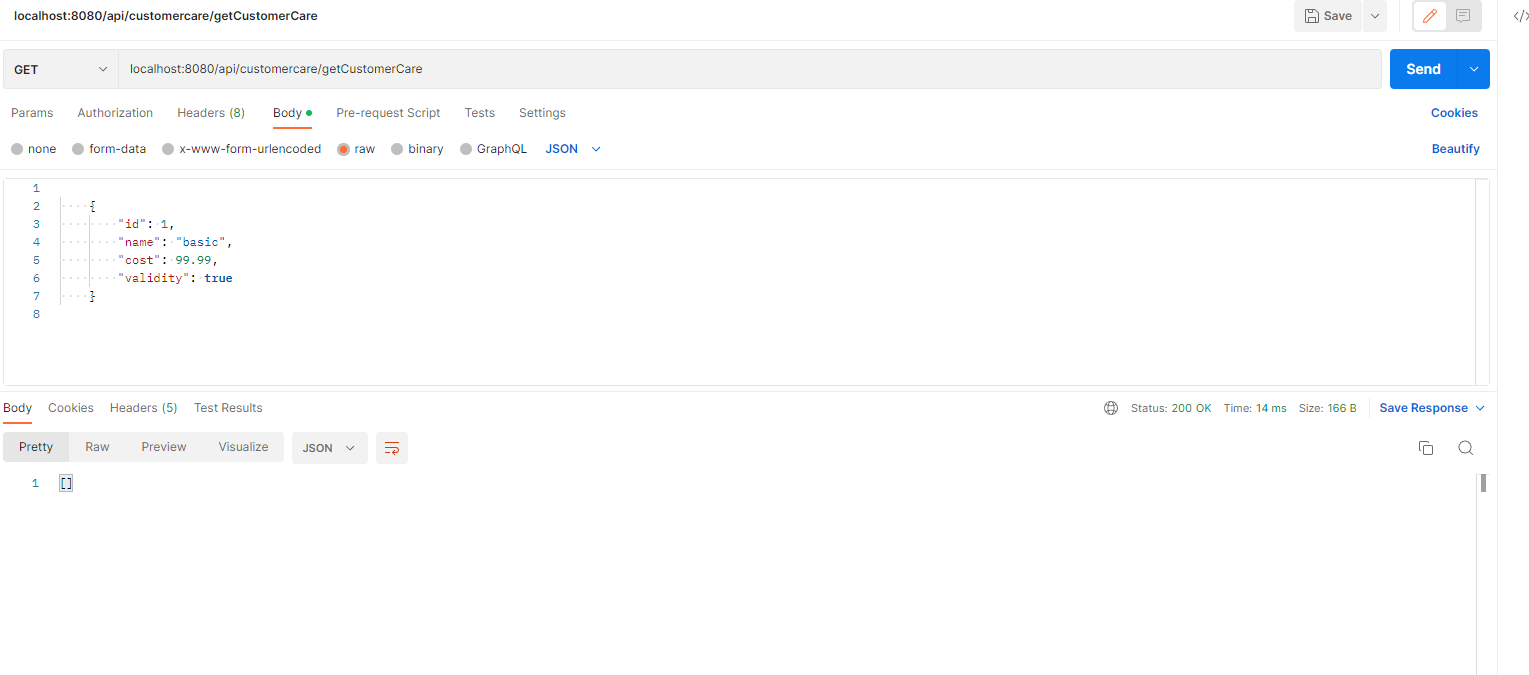 localhost:8080/api/customercare/getCustomerCare
Save
GET
localhost:8080/api/customercare/getCustomerCare
Send
Params Authorization Headers (8) Body Pre-request Script Tests Settings Cookies
none form-data x-www-form-urlencoded raw binary GraphQL JSON Beautify
1
2 {
3 "id": 1,
4 "name": "basic",
5 "cost": 99.99,
6 "validity": true
7 }
8
Body Cookies Headers (5) Test Results Status: 200 OK Time: 14 ms Size: 166 B Save Response
Pretty Raw Preview Visualize JSON
1 []